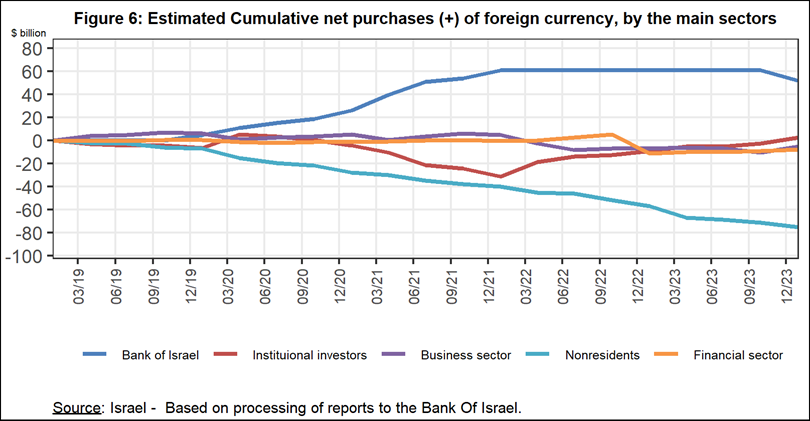 Figure 6: Estimated Cumulative net purchases (+) of foreign currency, by the main sectors
$ billion
80
60
40
20
0
-20
-40
-60
-80
-100
03/19 06/19 09/19 12/19 03/20 06/20 09/20 12/20 03/21 06/21 09/21 12/21 03/22 06/22 09/22 12/22 03/23 06/23 09/23 12/23
Bank of Israel Instituional investors Business sector Nonresidents Financial sector
Source: Israel - Based on processing of reports to the Bank Of Israel.